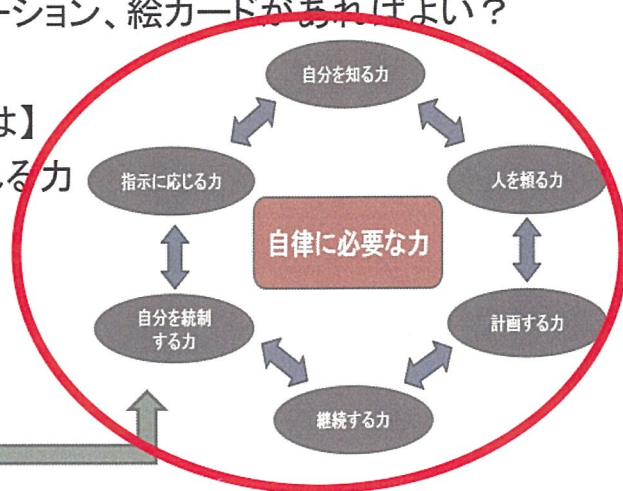 ーション、絵カードがあればよい？
は】
る力
自分を知る力
指示に応じる力
人を頼る力
自律に必要な力
自分を統制
する力
計画する力
継続する力